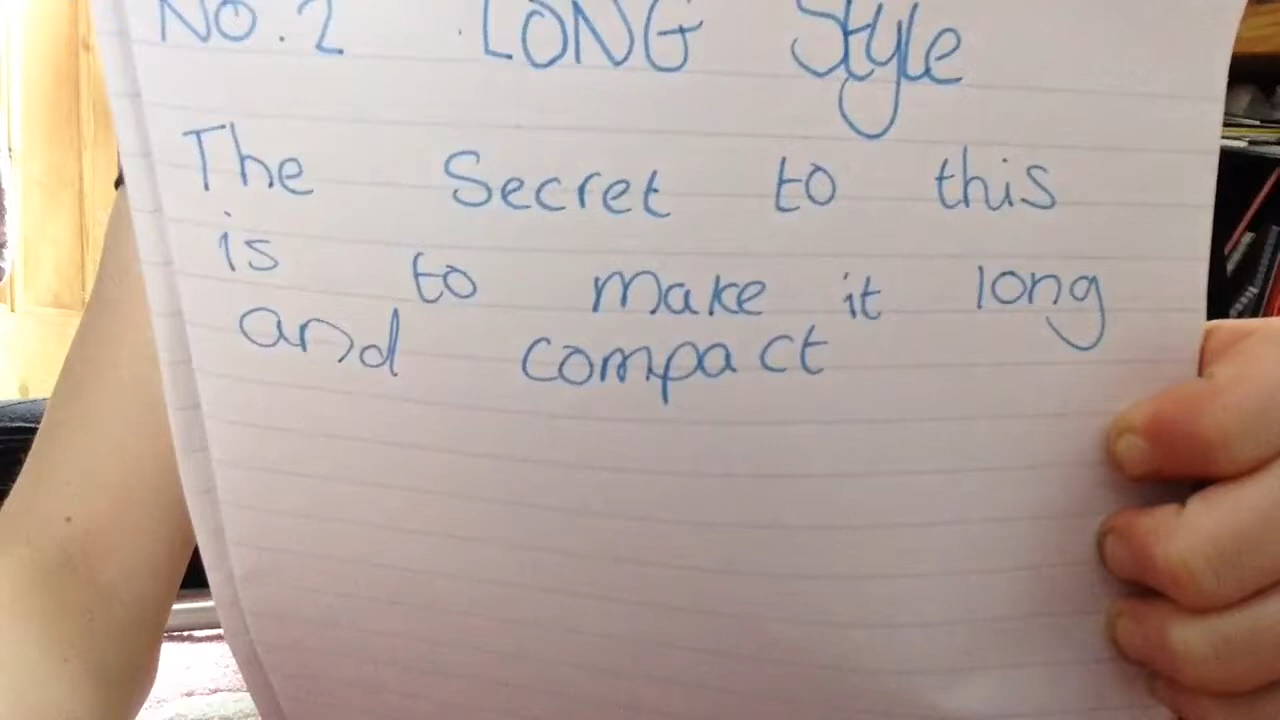 No. 2 LONG Style
The Secret to this
is to make it long
and compact